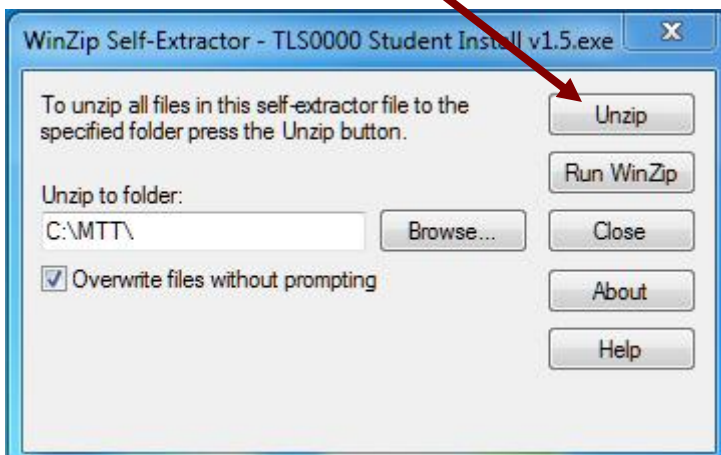 WinZip Self-Extractor - TLS0000 Student Install v1.5.exe
To unzip all files in this self-extractor file to the
specified folder press the Unzip button.
Unzip to folder:
C:\MTT\
Browse...
Overwrite files without prompting
Unzip
Run WinZip
Close
About
Help